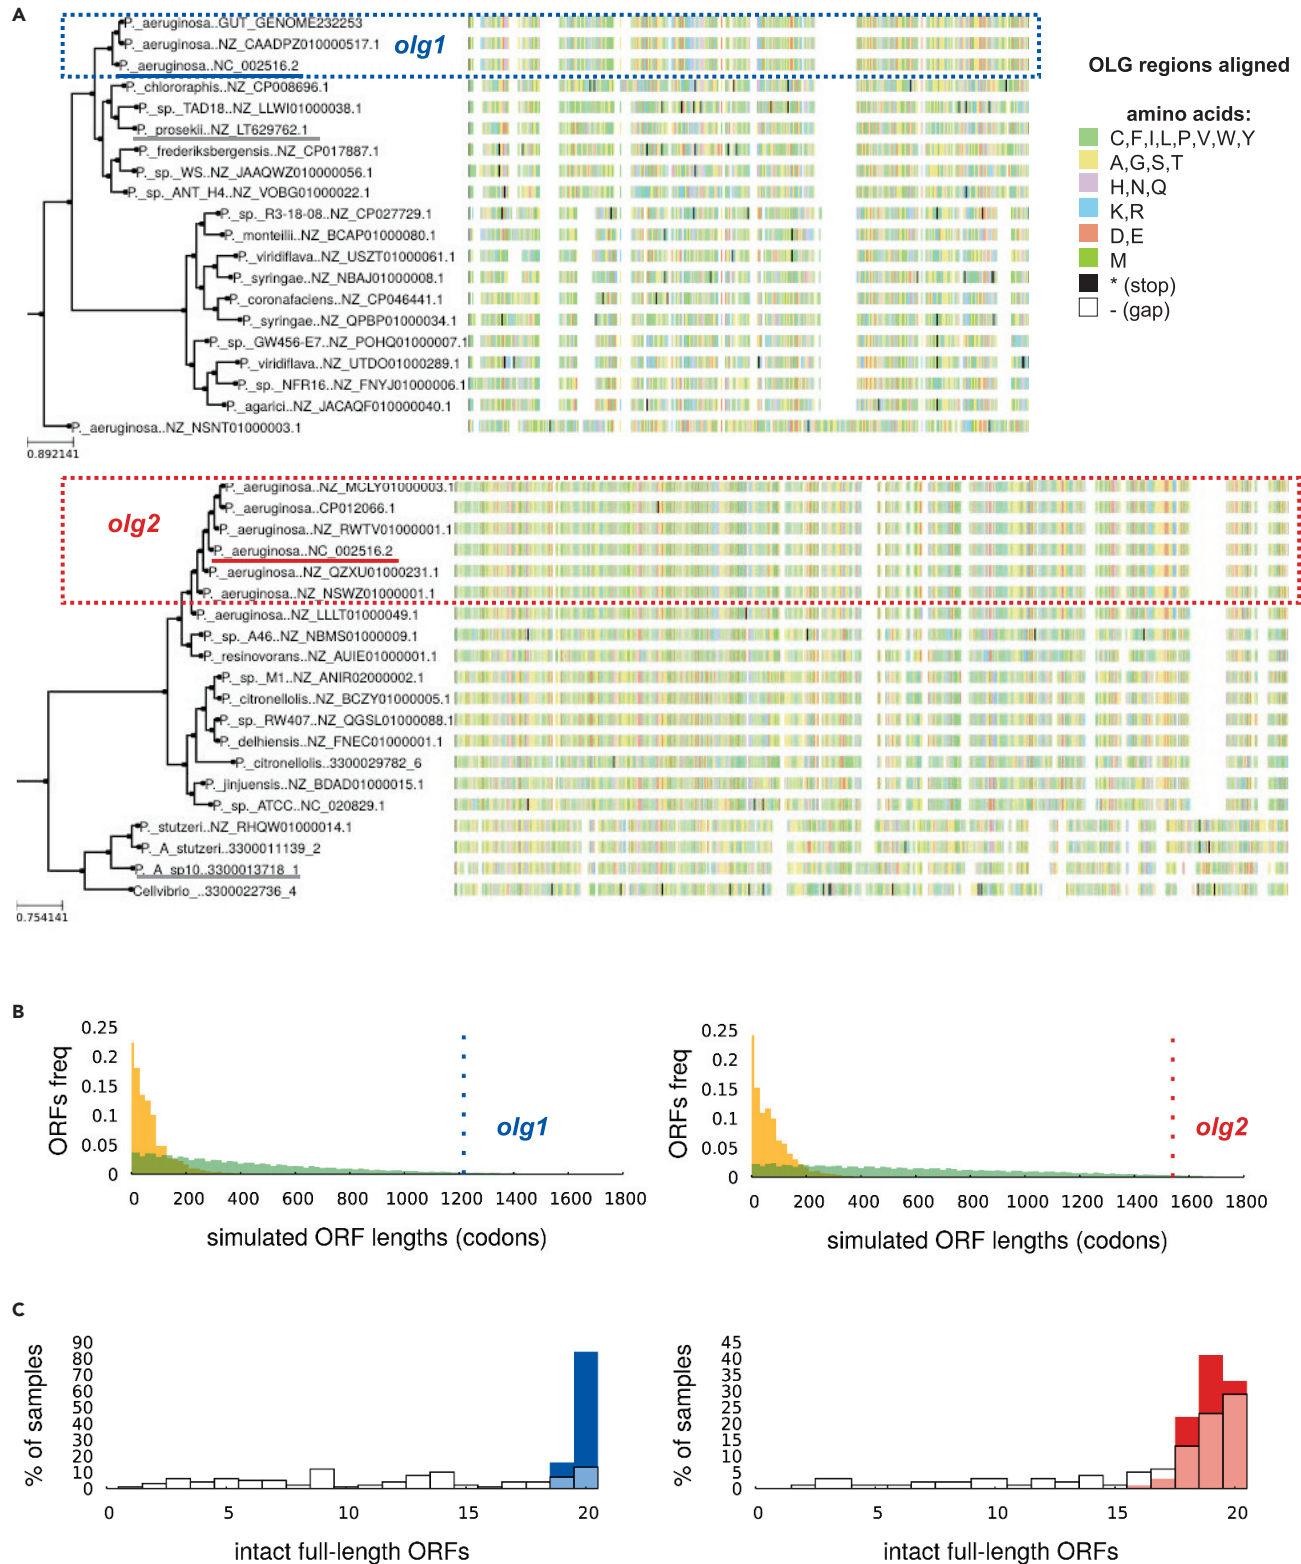 A
P._aeruginosa..GUT_GENOME232253
P._aeruginosa..NZ_CAADPZ010000517.1
olg1
P._aeruginosa..NC_002516.2
P._chlororaphis..NZ_CP008696.1
P._sp._TAD18..NZ_LLWI01000038.1
P._prosekii..NZ_LT629762.1
P._frederiksbergensis..NZ_CP017887.1
P._sp._WS..NZ_JAAQWZ010000056.1
P._sp._ANT_H4..NZ_VOBG01000022.1
P._sp._R3-18-08..NZ_CP027729.1
P._monteilii..NZ_BCAP01000080.1
P._viridiflava..NZ_USZT01000061.1
P._syringae..NZ_NBAJ01000008.1
P._coronafaciens..NZ_CP046441.1
P._syringae..NZ_QPBP01000034.1
P._sp._GW456-E7..NZ_POHQ01000007.1
P._viridiflava..NZ_UTDO01000289.1
P._sp._NFR16..NZ_FNYJ01000006.1
P._agarici..NZ_JACAQF010000040.1
P._aeruginosa..NZ_NSNT01000003.1
0.892141
OLG regions aligned
amino acids:
C,F,I,L,P,V,W,Y
A,G,S,T
H,N,Q
K,R
D,E
M
* (stop)
- (gap)
P._aeruginosa..NZ_MCLY01000003.1
P._aeruginosa..CP012066.1
olg2
P._aeruginosa..NZ_RWTV01000001.1
P._aeruginosa..NC_002516.2
P._aeruginosa..NZ_QZXU01000231.1
P._aeruginosa..NZ_NSWZ01000001.1
P._aeruginosa..NZ_LLLT01000049.1
P._sp._A46..NZ_NBMS01000009.1
P._resinovorans..NZ_AUIE01000001.1
P._sp._M1..NZ_ANIR02000002.1
P._citronellolis..NZ_BCZY01000005.1
P._sp._RW407..NZ_QGSL01000088.1
P._delhiensis..NZ_FNEC01000001.1
P._citronellolis..3300029782_6
P._jinjuensis..NZ_BDAD01000015.1
P._sp._ATCC..NC_020829.1
P._stutzeri..NZ_RHQW01000014.1
P._A_stutzeri..3300011139_2
P._A_sp10..3300013718_1
Cellvibrio_..3300022736_4
0.754141
B
ORFs freq
0.25
0.2
0.15
0.1
0.05
0
olg1
0 200 400 600 800 1000 1200 1400 1600 1800
simulated ORF lengths (codons)
ORFs freq
0.25
0.2
0.15
0.1
0.05
0
olg2
0 200 400 600 800 1000 1200 1400 1600 1800
simulated ORF lengths (codons)
C
% of samples
90
80
70
60
50
40
30
20
10
0
0 5 10 15 20
intact full-length ORFs
% of samples
45
40
35
30
25
20
15
10
5
0
0 5 10 15 20
intact full-length ORFs